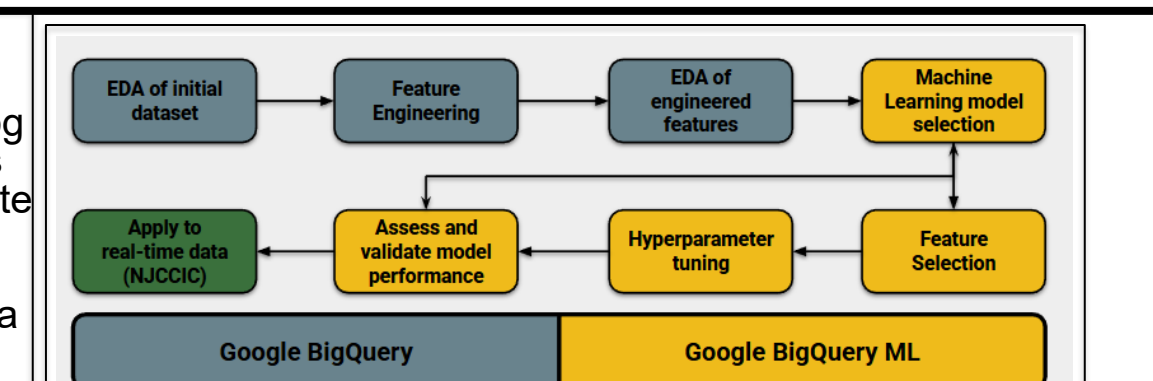 EDA of initial
dataset
Feature
Engineering
EDA of
engineered
features
Machine
Learning model
selection
Apply to
real-time data
(NJCCIC)
Assess and
validate model
performance
Hyperparameter
tuning
Feature
Selection
Google BigQuery
Google BigQuery ML